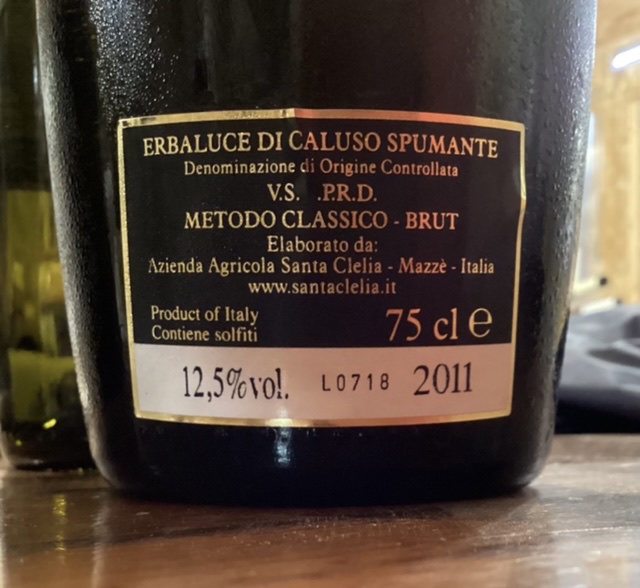 ERBALUCE DI CALUSO SPUMANTE
Denominazione di Origine Controllata
V.S. .P.R.D.
METODO CLASSICO - BRUT
Elaborato da:
Azienda Agricola Santa Clelia - Mazzè - Italia
www.santaclelia.it
Product of Italy
Contiene solfiti
75 cl e
12,5%vol. L0718 2011